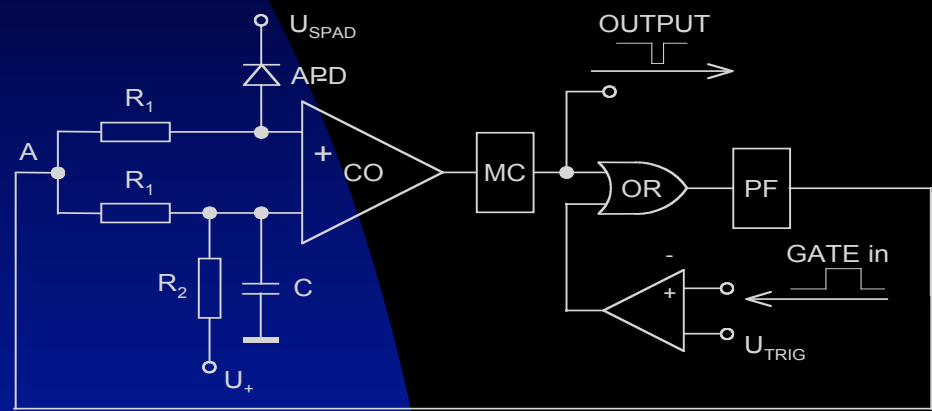 U_SPAD
OUTPUT
APD
R_1
A
+
CO
MC
OR
PF
R_1
R_2
C
-
+
GATE in
U_TRIG
U_+